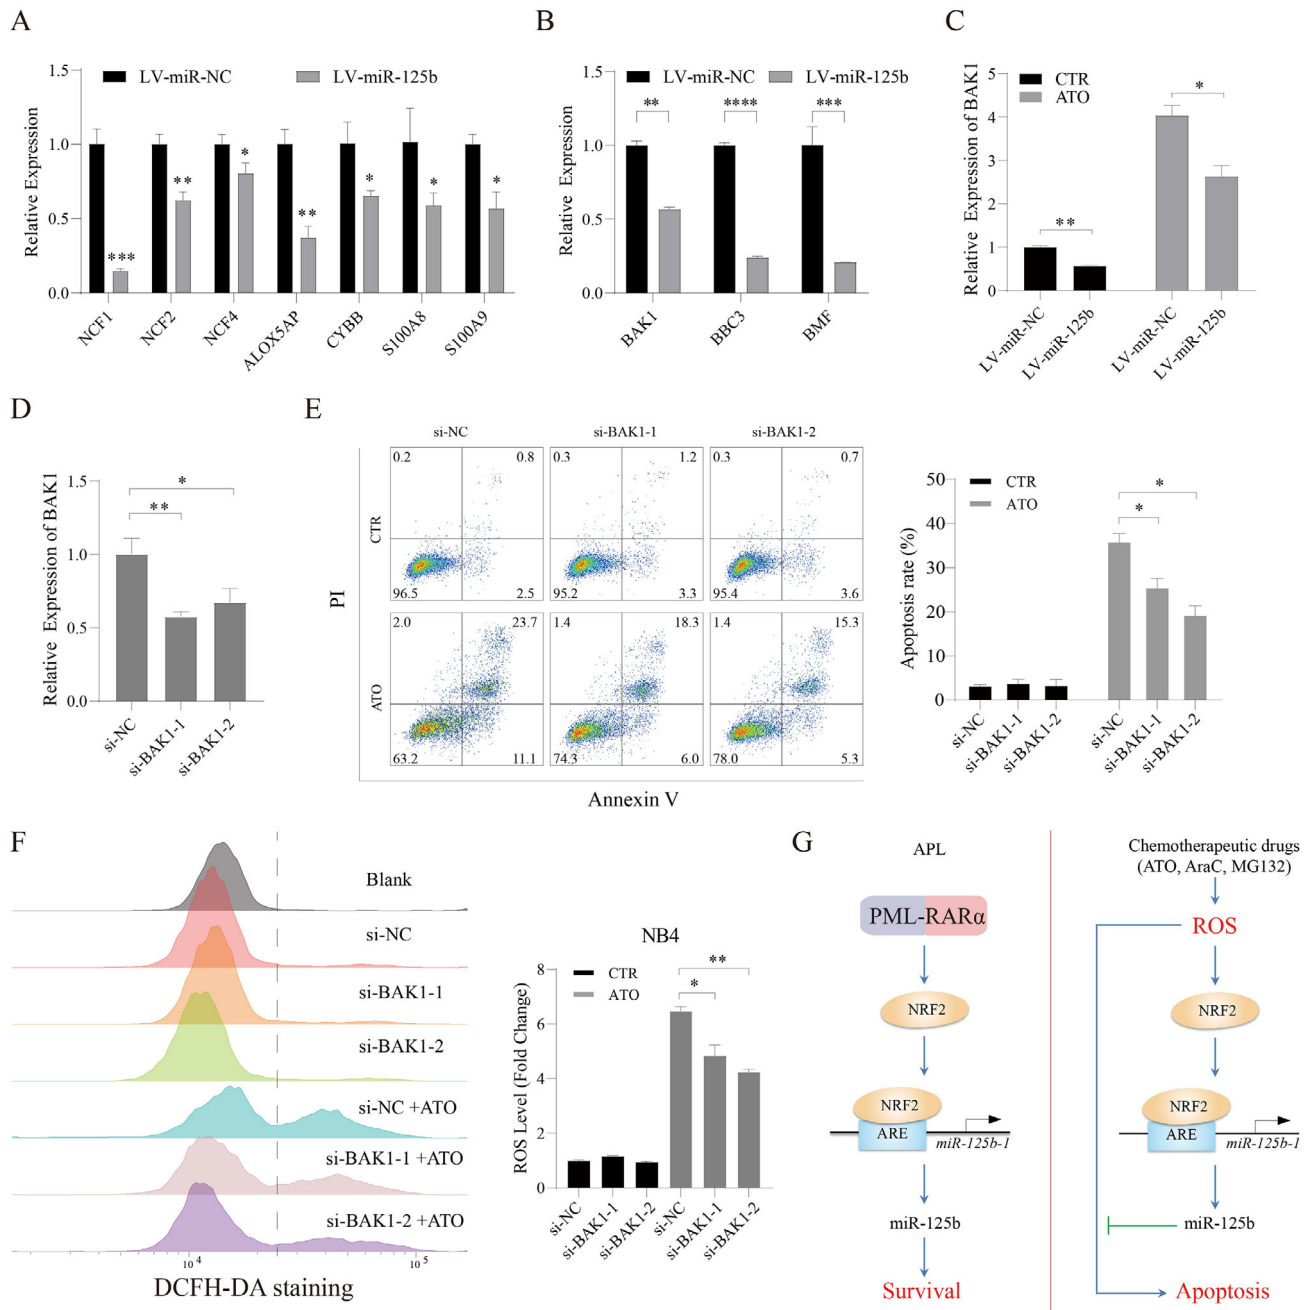 A
LV-miR-NC
LV-miR-125b
Relative Expression
1.5
1.0
0.5
0.0
***
**
*
**
*
*
*
NCF1
NCF2
NCF4
ALOX5AP
CYBB
S100A8
S100A9
B
LV-miR-NC
LV-miR-125b
Relative Expression
1.5
1.0
0.5
0.0
**
****
***
BAK1
BBC3
BMF
C
CTR
ATO
Relative Expression of BAK1
5
4
3
2
1
0
**
*
LV-miR-NC
LV-miR-125b
LV-miR-NC
LV-miR-125b
D
Relative Expression of BAK1
1.5
1.0
0.5
0.0
*
**
si-NC
si-BAK1-1
si-BAK1-2
E
si-NC
si-BAK1-1
si-BAK1-2
PI
CTR
0.2
0.8
96.5
2.5
0.3
1.2
95.2
3.3
0.3
0.7
95.4
3.6
ATO
2.0
23.7
63.2
11.1
1.4
18.3
74.3
6.0
1.4
15.3
78.0
5.3
Annexin V
CTR
ATO
Apoptosis rate (%)
50
40
30
20
10
0
*
*
si-NC
si-BAK1-1
si-BAK1-2
si-NC
si-BAK1-1
si-BAK1-2
F
Blank
si-NC
si-BAK1-1
si-BAK1-2
si-NC +ATO
si-BAK1-1 +ATO
si-BAK1-2 +ATO
10⁴
10⁵
DCFH-DA staining
NB4
CTR
ATO
ROS Level (Fold Change)
8
6
4
2
0
**
*
si-NC
si-BAK1-1
si-BAK1-2
si-NC
si-BAK1-1
si-BAK1-2
G
APL
PML-RARα
NRF2
NRF2
ARE
miR-125b-1
miR-125b
Survival
Chemotherapeutic drugs
(ATO, AraC, MG132)
ROS
NRF2
NRF2
ARE
miR-125b-1
miR-125b
Apoptosis